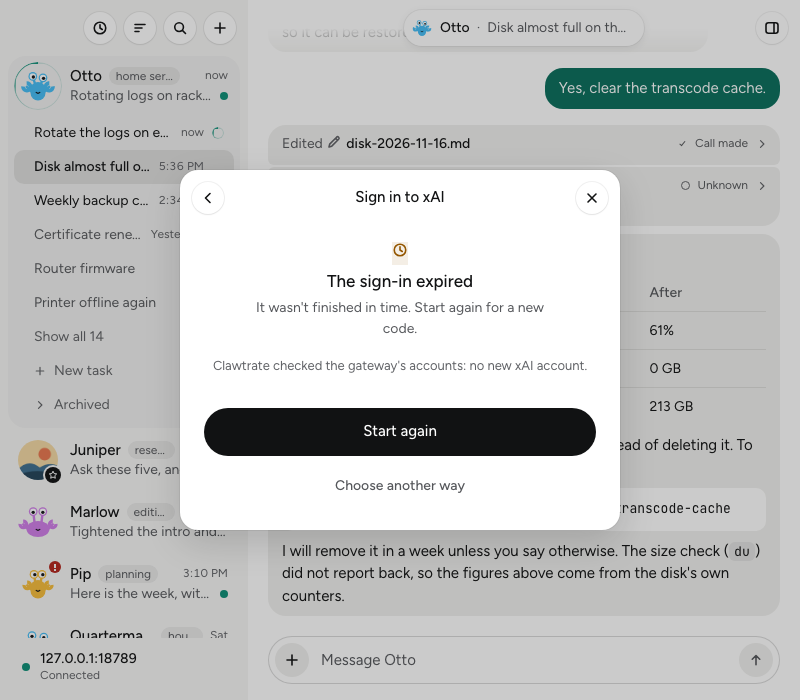 so it can be restor
Otto · Disk almost full on th...
Otto home ser... now
Rotating logs on rack...
Yes, clear the transcode cache.
Rotate the logs on e... now
Edited disk-2026-11-16.md Call made
Disk almost full o... 5:36 PM
Unknown
Weekly backup c... 2:34
Sign in to xAI
Certificate rene... Yeste
Router firmware
The sign-in expired
After
Printer offline again
It wasn't finished in time. Start again for a new
code.
61%
Show all 14
Clawtrate checked the gateway's accounts: no new xAI account.
0 GB
New task
Archived
213 GB
Start again
Juniper rese...
ead of deleting it. To
Ask these five, an
Choose another way
Marlow editi...
transcode-cache
Tightened the intro and...
I will remove it in a week unless you say otherwise. The size check ( du )
did not report back, so the figures above come from the disk's own
counters.
Pip planning 3:10 PM
Here is the week, wit...
Quarterma hou... Sat
127.0.0.1:18789
Connected
Message Otto